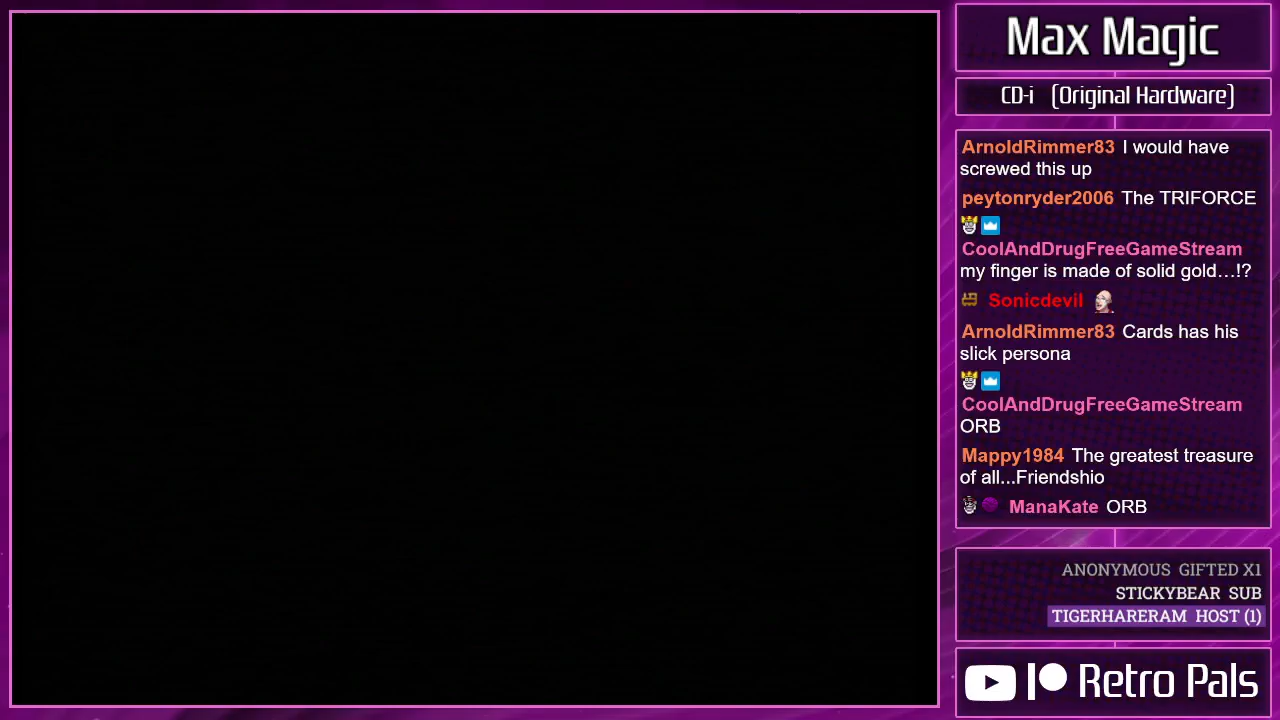 Max Magic
CD-i (Original Hardware)
ArnoldRimmer83 I would have
screwed this up
peytonryder2006 The TRIFORCE
CoolAndDrugFreeGameStream
my finger is made of solid gold...!?
Sonicdevil
ArnoldRimmer83 Cards has his
slick persona
CoolAndDrugFreeGameStream
ORB
Mappy1984 The greatest treasure
of all...Friendshio
ManaKate ORB
ANONYMOUS GIFTED X1
STICKYBEAR SUB
TIGERHARERAM HOST (1)
Retro Pals